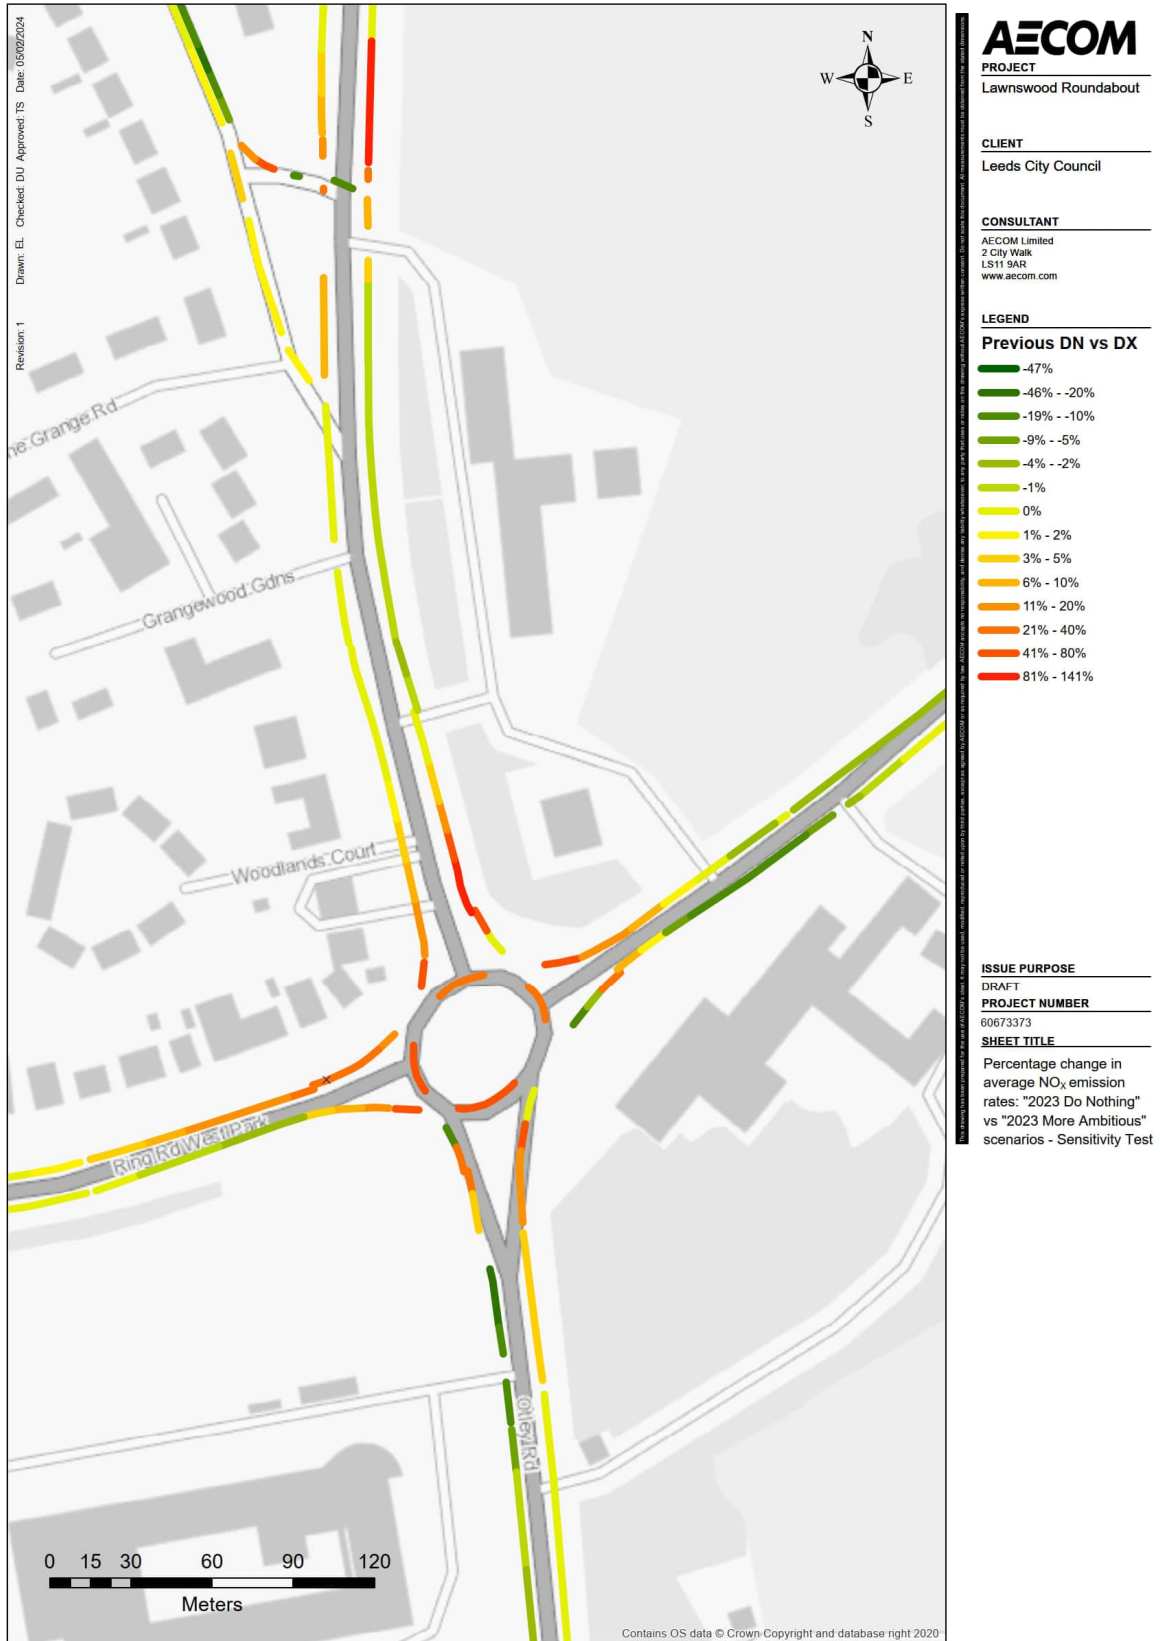 Revision: 1 Drawn: EL Checked: DU Approved: TS Date: 05/02/2024
N
W E
S
he Grange Rd
Grangewood Gdns
Woodlands Court
Ring Rd West Park
Otley Rd
0 15 30 60 90 120
Meters
Contains OS data © Crown Copyright and database right 2020
AECOM
PROJECT
Lawnswood Roundabout
CLIENT
Leeds City Council
CONSULTANT
AECOM Limited
2 City Walk
LS11 9AR
www.aecom.com
LEGEND
Previous DN vs DX
-47%
-46% - -20%
-19% - -10%
-9% - -5%
-4% - -2%
-1%
0%
1% - 2%
3% - 5%
6% - 10%
11% - 20%
21% - 40%
41% - 80%
81% - 141%
ISSUE PURPOSE
DRAFT
PROJECT NUMBER
60673373
SHEET TITLE
Percentage change in
average NOX emission
rates: "2023 Do Nothing"
vs "2023 More Ambitious"
scenarios - Sensitivity Test